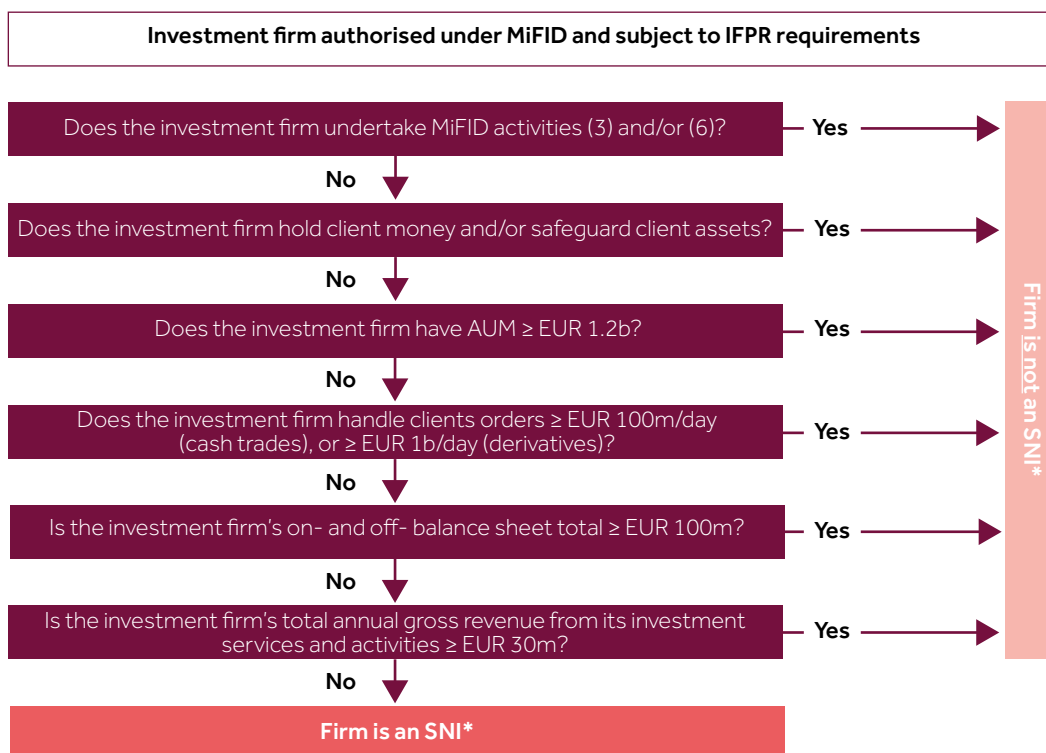 Investment firm authorised under MiFID and subject to IFPR requirements
Does the investment firm undertake MiFID activities (3) and/or (6)?
Yes
No
Does the investment firm hold client money and/or safeguard client assets?
Yes
No
Does the investment firm have AUM ≥ EUR 1.2b?
Yes
No
Does the investment firm handle clients orders ≥ EUR 100m/day
(cash trades), or ≥ EUR 1b/day (derivatives)?
Yes
No
Is the investment firm's on- and off- balance sheet total ≥ EUR 100m?
Yes
No
Is the investment firm's total annual gross revenue from its investment
services and activities ≥ EUR 30m?
Yes
No
Firm is an SNI*
Firm is not an SNI*